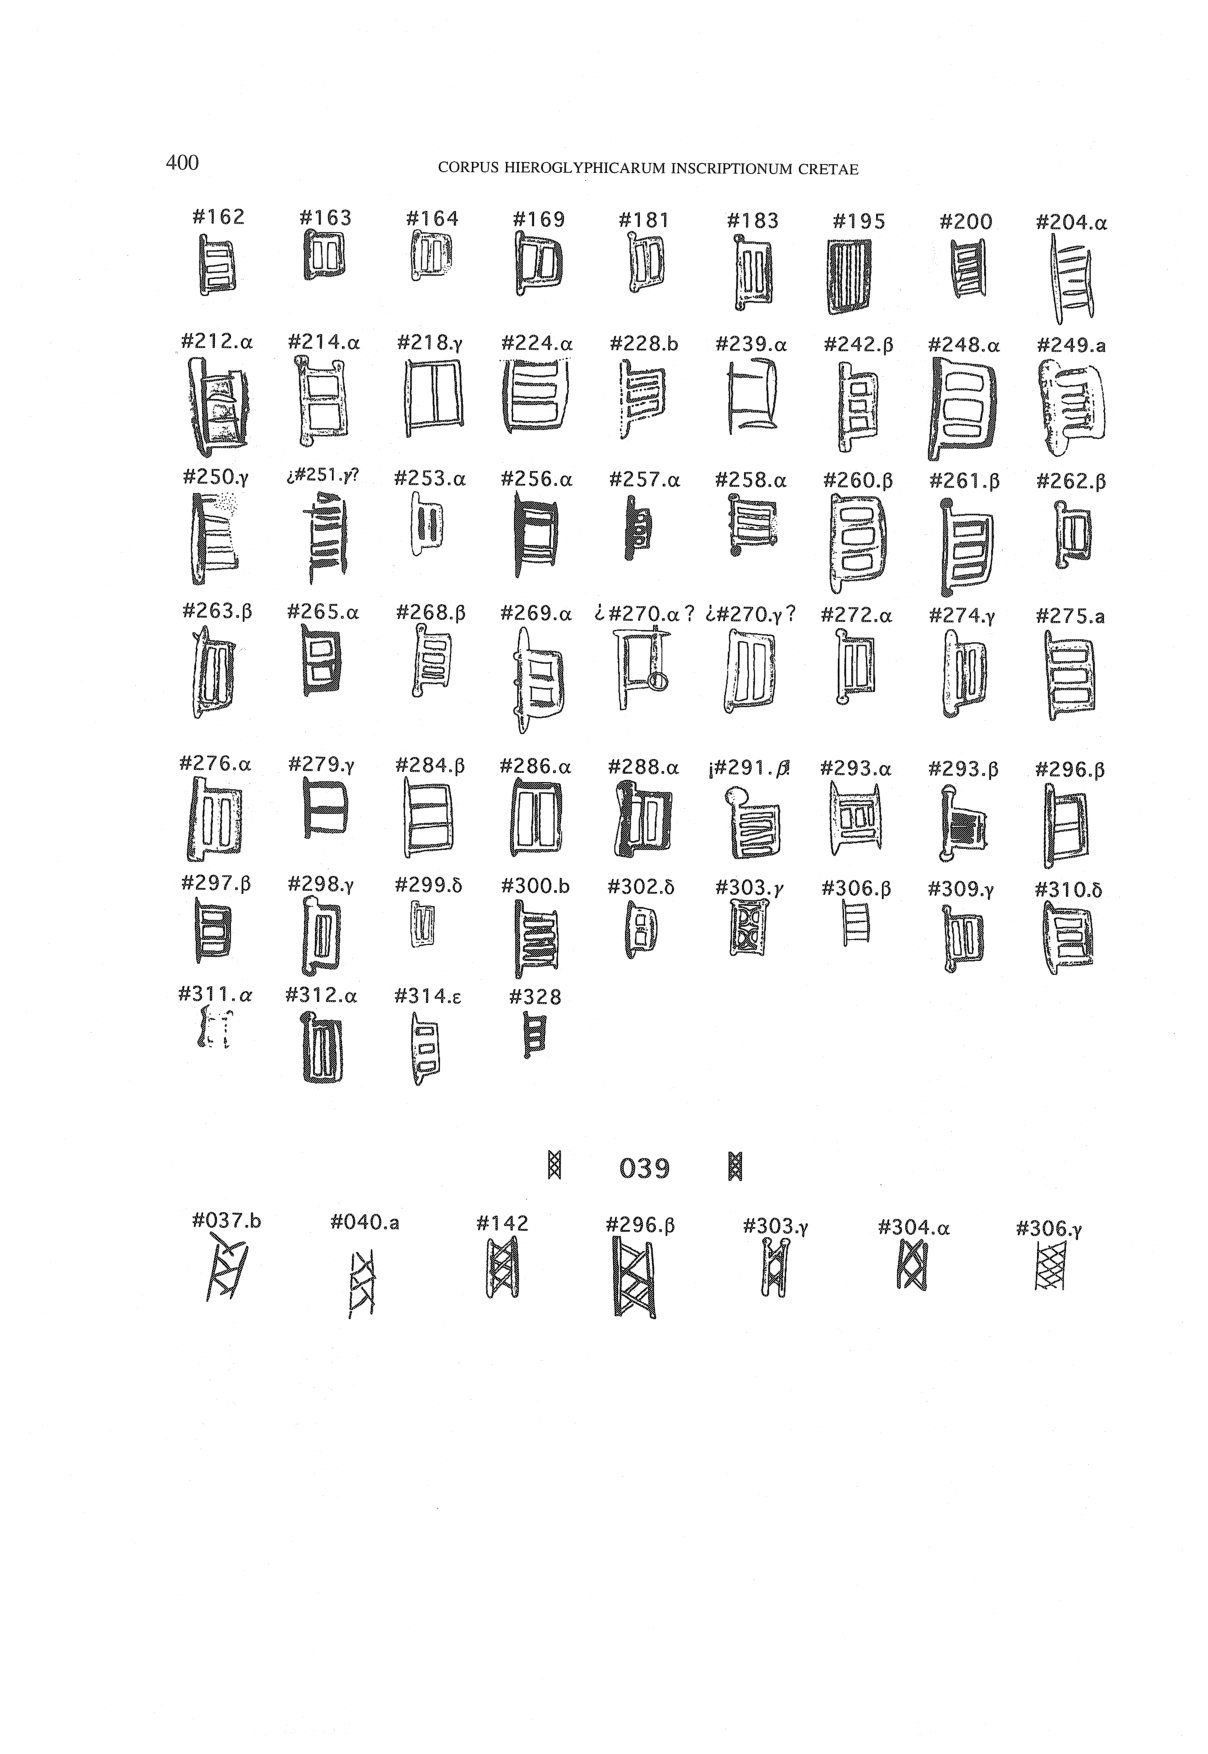 400 CORPUS HIEROGLYPHICARUM INSCRIPTIONUM CRETAE
#162 #163 #164 #169 #181 #183 #195 #200 #204.α
#212.α #214.α #218.γ #224.α #228.b #239.α #242.β #248.α #249.a
#250.γ ¿#251.γ? #253.α #256.α #257.α #258.α #260.β #261.β #262.β
#263.β #265.α #268.β #269.α ¿#270.α? ¿#270.γ? #272.α #274.γ #275.a
#276.α #279.γ #284.β #286.α #288.α ¡#291.β! #293.α #293.β #296.β
#297.β #298.γ #299.δ #300.b #302.δ #303.γ #306.β #309.γ #310.δ
#311.α #312.α #314.ε #328
039
#037.b #040.a #142 #296.β #303.γ #304.α #306.γ